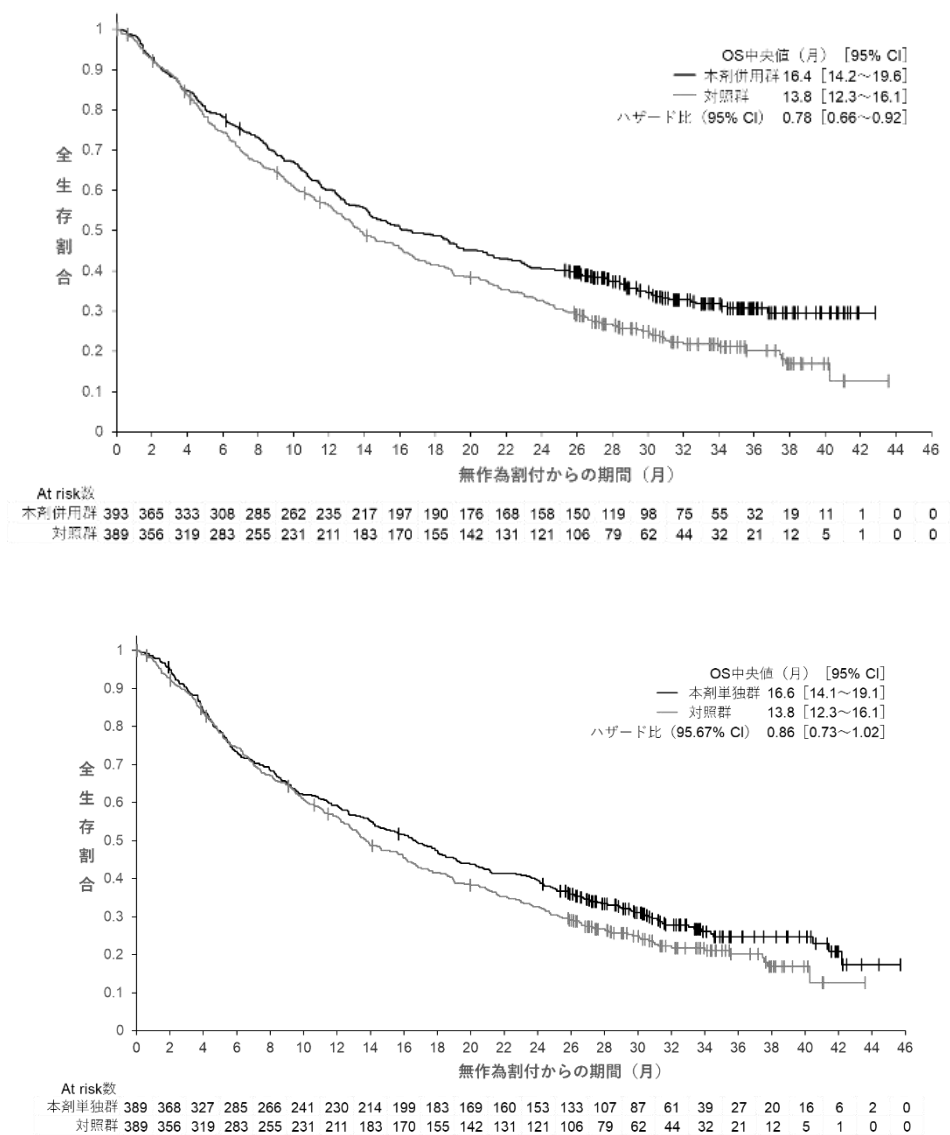 OS中央値（月）［95% CI］
本剤併用群 16.4［14.2～19.6］
対照群 13.8［12.3～16.1］
ハザード比（95% CI） 0.78［0.66～0.92］
全生存割合
1
0.9
0.8
0.7
0.6
0.5
0.4
0.3
0.2
0.1
0
0 2 4 6 8 10 12 14 16 18 20 22 24 26 28 30 32 34 36 38 40 42 44 46
無作為割付からの期間（月）
At risk数
本剤併用群 393 365 333 308 285 262 235 217 197 190 176 168 158 150 119 98 75 55 32 19 11 1 0 0
対照群 389 356 319 283 255 231 211 183 170 155 142 131 121 106 79 62 44 32 21 12 5 1 0 0
OS中央値（月）［95% CI］
本剤単独群 16.6［14.1～19.1］
対照群 13.8［12.3～16.1］
ハザード比（95.67% CI） 0.86［0.73～1.02］
全生存割合
1
0.9
0.8
0.7
0.6
0.5
0.4
0.3
0.2
0.1
0
0 2 4 6 8 10 12 14 16 18 20 22 24 26 28 30 32 34 36 38 40 42 44 46
無作為割付からの期間（月）
At risk数
本剤単独群 389 368 327 285 266 241 230 214 199 183 169 160 153 133 107 87 61 39 27 20 16 6 2 0
対照群 389 356 319 283 255 231 211 183 170 155 142 131 121 106 79 62 44 32 21 12 5 1 0 0